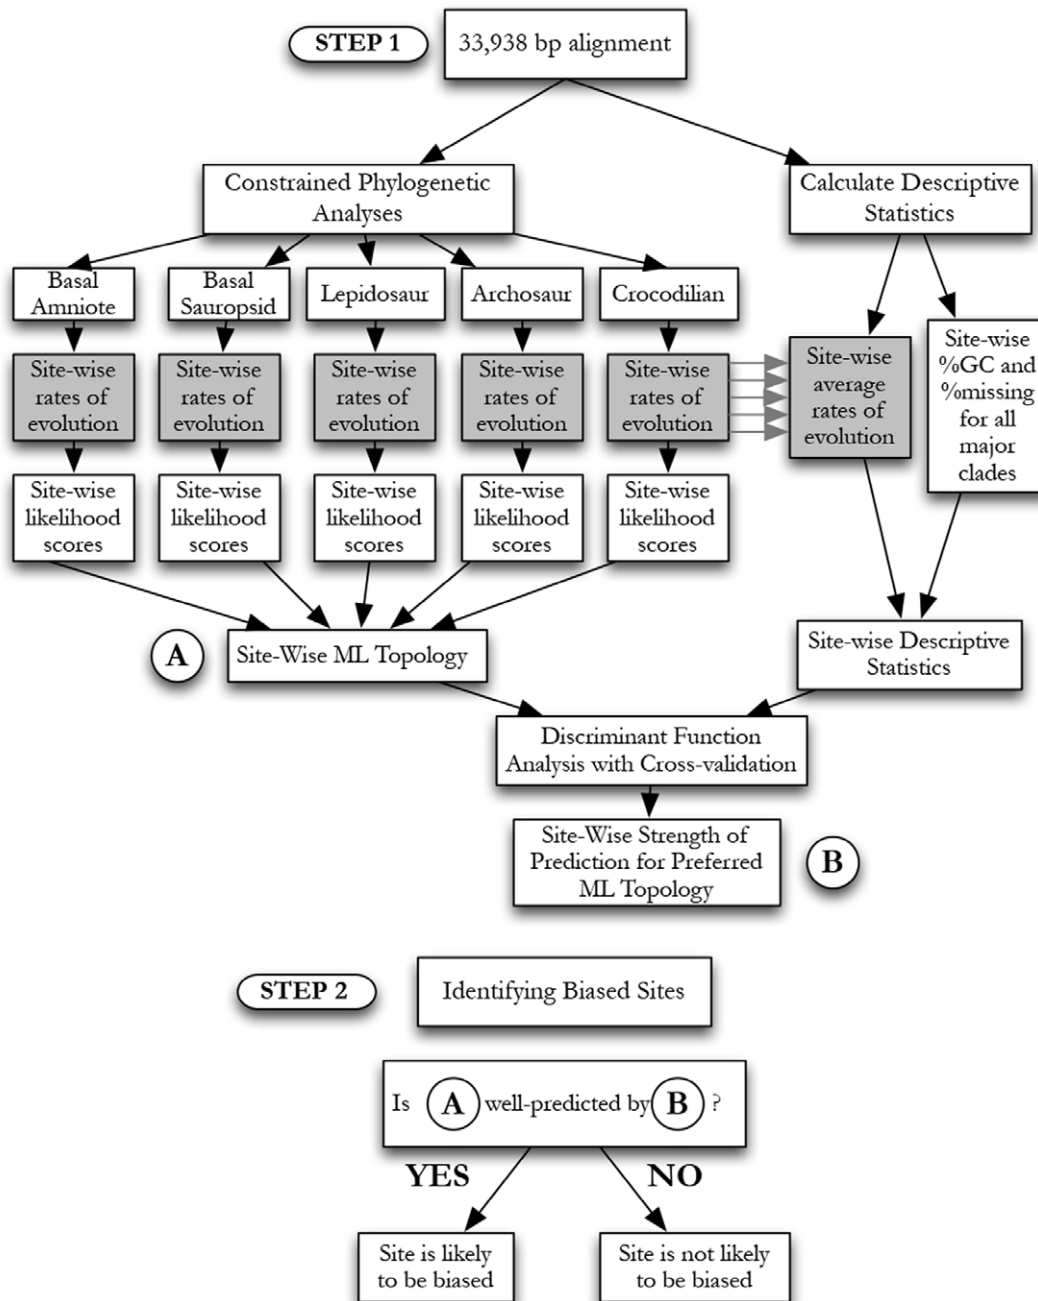 STEP 1
33,938 bp alignment
Constrained Phylogenetic
Analyses
Calculate Descriptive
Statistics
Basal
Amniote
Basal
Sauropsid
Lepidosaur
Archosaur
Crocodilian
Site-wise
rates of
evolution
Site-wise
rates of
evolution
Site-wise
rates of
evolution
Site-wise
rates of
evolution
Site-wise
rates of
evolution
Site-wise
average
rates of
evolution
Site-wise
%GC and
%missing
for all
major
clades
Site-wise
likelihood
scores
Site-wise
likelihood
scores
Site-wise
likelihood
scores
Site-wise
likelihood
scores
Site-wise
likelihood
scores
A
Site-Wise ML Topology
Site-wise Descriptive
Statistics
Discriminant Function
Analysis with Cross-validation
Site-Wise Strength of
Prediction for Preferred
ML Topology
B
STEP 2
Identifying Biased Sites
Is A well-predicted by B ?
YES
NO
Site is likely
to be biased
Site is not likely
to be biased